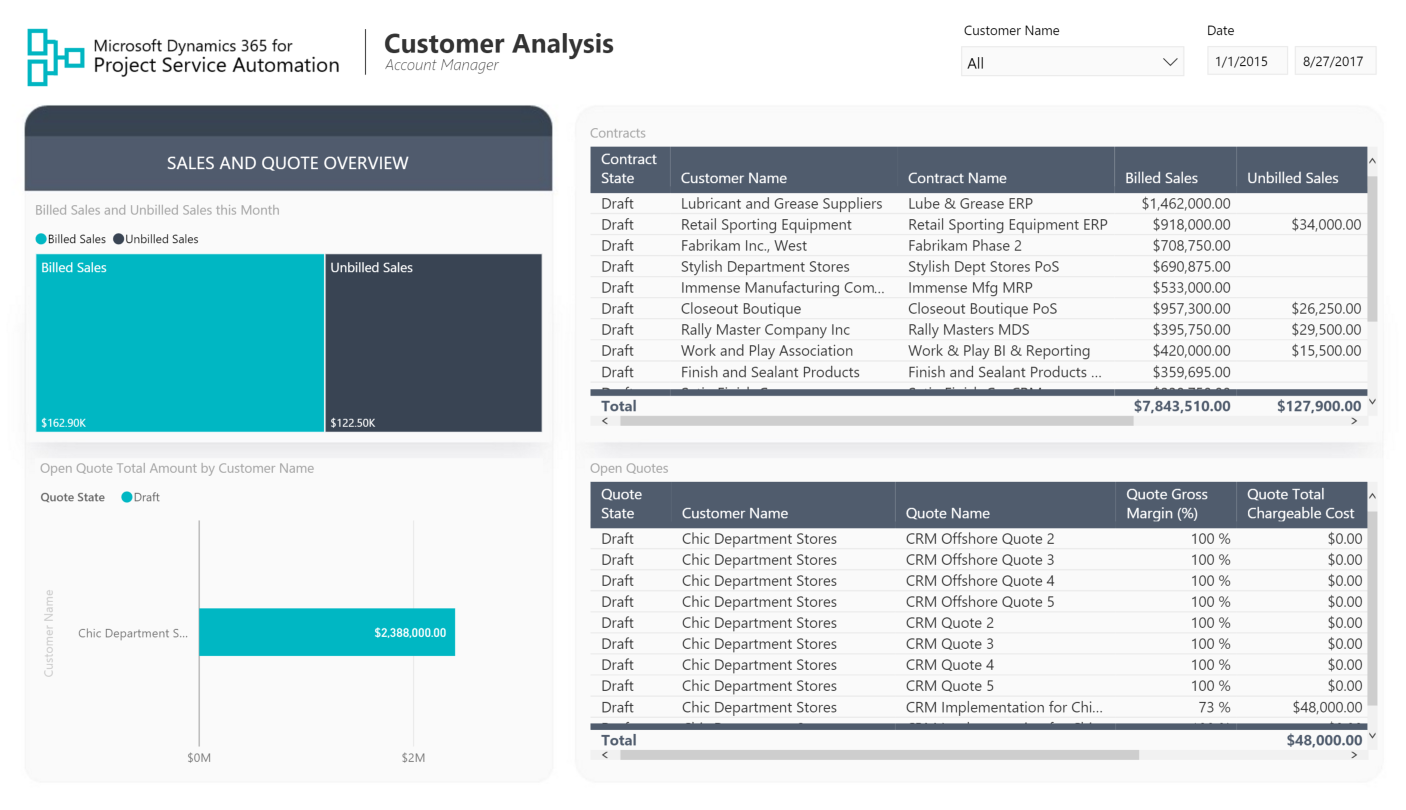 Microsoft Dynamics 365 for
Project Service Automation
Customer Analysis
Account Manager
Customer Name
All
Date
1/1/2015 8/27/2017
SALES AND QUOTE OVERVIEW
Billed Sales and Unbilled Sales this Month
Billed Sales Unbilled Sales
Billed Sales Unbilled Sales
$162.90K $122.50K
Open Quote Total Amount by Customer Name
Quote State Draft
Customer Name
Chic Department S... $2,388,000.00
$0M $2M
Contracts
Contract State Customer Name Contract Name Billed Sales Unbilled Sales
Draft Lubricant and Grease Suppliers Lube & Grease ERP $1,462,000.00
Draft Retail Sporting Equipment Retail Sporting Equipment ERP $918,000.00 $34,000.00
Draft Fabrikam Inc., West Fabrikam Phase 2 $708,750.00
Draft Stylish Department Stores Stylish Dept Stores PoS $690,875.00
Draft Immense Manufacturing Com... Immense Mfg MRP $533,000.00
Draft Closeout Boutique Closeout Boutique PoS $957,300.00 $26,250.00
Draft Rally Master Company Inc Rally Masters MDS $395,750.00 $29,500.00
Draft Work and Play Association Work & Play BI & Reporting $420,000.00 $15,500.00
Draft Finish and Sealant Products Finish and Sealant Products ... $359,695.00
Total $7,843,510.00 $127,900.00
Open Quotes
Quote State Customer Name Quote Name Quote Gross Margin (%) Quote Total Chargeable Cost
Draft Chic Department Stores CRM Offshore Quote 2 100 % $0.00
Draft Chic Department Stores CRM Offshore Quote 3 100 % $0.00
Draft Chic Department Stores CRM Offshore Quote 4 100 % $0.00
Draft Chic Department Stores CRM Offshore Quote 5 100 % $0.00
Draft Chic Department Stores CRM Quote 2 100 % $0.00
Draft Chic Department Stores CRM Quote 3 100 % $0.00
Draft Chic Department Stores CRM Quote 4 100 % $0.00
Draft Chic Department Stores CRM Quote 5 100 % $0.00
Draft Chic Department Stores CRM Implementation for Chi... 73 % $48,000.00
Total $48,000.00